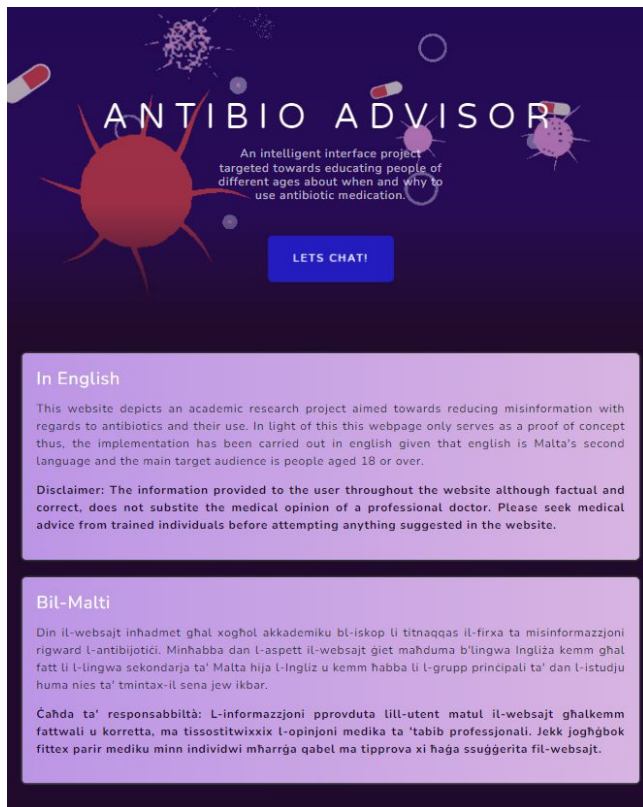 ANTIBIO ADVISOR
An intelligent interface project
targeted towards educating people of
different ages about when and why to
use antibiotic medication.
LETS CHAT!
In English
This website depicts an academic research project aimed towards reducing misinformation with
regards to antibiotics and their use. In light of this this webpage only serves as a proof of concept
thus, the implementation has been carried out in english given that english is Malta's second
language and the main target audience is people aged 18 or over.
Disclaimer: The information provided to the user throughout the website although factual and
correct, does not substite the medical opinion of a professional doctor. Please seek medical
advice from trained individuals before attempting anything suggested in the website.
Bil-Malti
Din il-websajt inħadmet għal xogħol akkademiku bl-iskop li titnaqqas il-firxa ta misinformazzjoni
rigward l-antibijotiċi. Minħabba dan l-aspett il-websajt ġiet maħduma b'lingwa Ingliża kemm għal
fatt li l-lingwa sekondarja ta' Malta hija l-Ingliz u kemm ħabba li l-grupp prinċipali ta' dan l-istudju
huma nies ta' tmintax-il sena jew ikbar.
Ċaħda ta' responsabbiltà: L-informazzjoni pprovduta lill-utent matul il-websajt għalkemm
fattwali u korretta, ma tissostitwixxix l-opinjoni medika ta 'tabib professjonali. Jekk jogħġbok
fittex parir mediku minn individwi mħarrġa qabel ma tipprova xi ħaġa ssuġġerita fil-websajt.